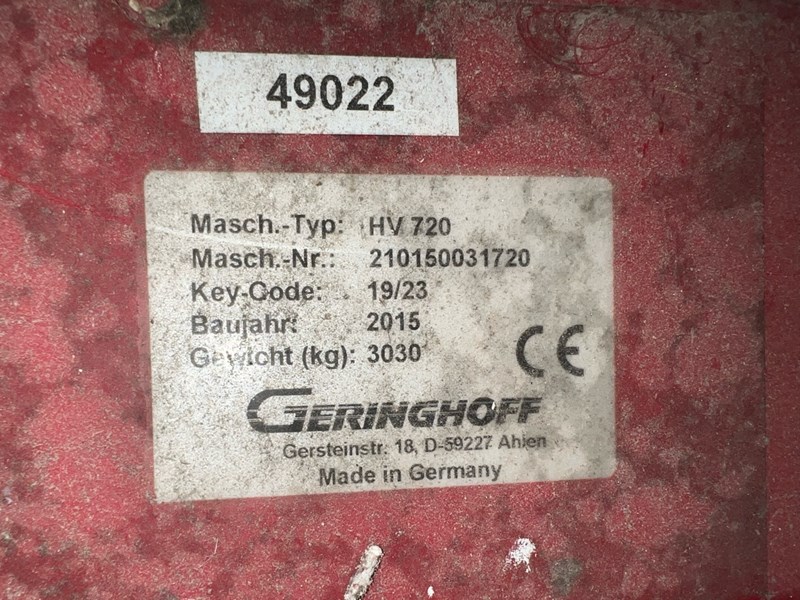 49022
Masch.-Typ: HV 720
Masch.-Nr.: 210150031720
Key-Code: 19/23
Baujahr: 2015
Gewicht (kg): 3030
CE
GERINGHOFF
Gersteinstr. 18, D-59227 Ahlen
Made in Germany